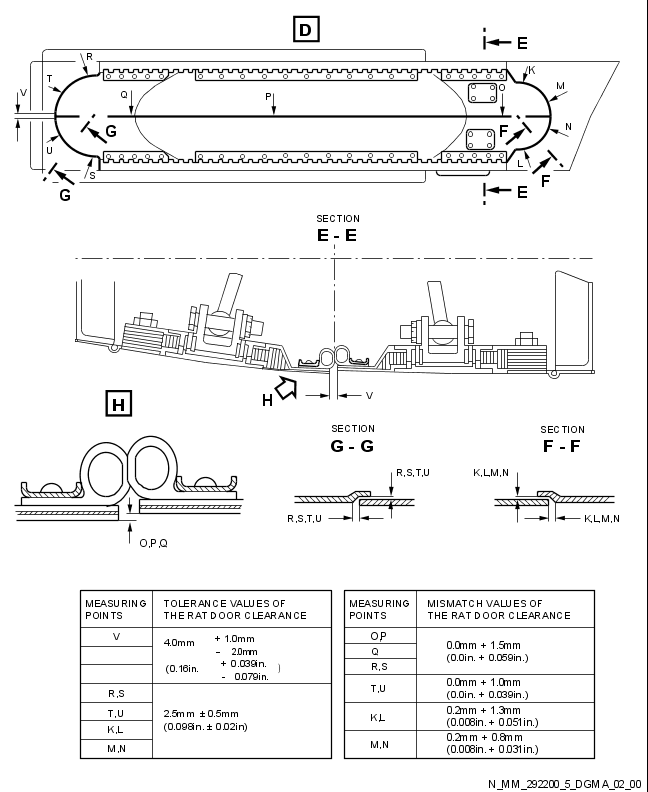 D
E
R
K
T
M
V
Q
P
O
G
F
N
U
L
S
G
F
E
SECTION
E - E
H
V
H
SECTION
G - G
SECTION
F - F
R,S,T,U
K,L,M,N
R,S,T,U
K,L,M,N
O,P,Q
MEASURING POINTS
TOLERANCE VALUES OF THE RAT DOOR CLEARANCE
V
4.0mm + 1.0mm
- 2.0mm
(0.16in. + 0.039in. )
- 0.079in.
R,S
T,U
K,L
M,N
2.5mm ±0.5mm
(0.098in.± 0.02in)
MEASURING POINTS
MISMATCH VALUES OF THE RAT DOOR CLEARANCE
O,P
Q
R,S
0.0mm + 1.5mm
(0.0in. + 0.059in.)
T,U
0.0mm + 1.0mm
(0.0in. + 0.039in.)
K,L
0.2mm + 1.3mm
(0.008in. + 0.051in.)
M,N
0.2mm + 0.8mm
(0.008in. + 0.031in.)
N_MM_292200_5_DGMA_02_00